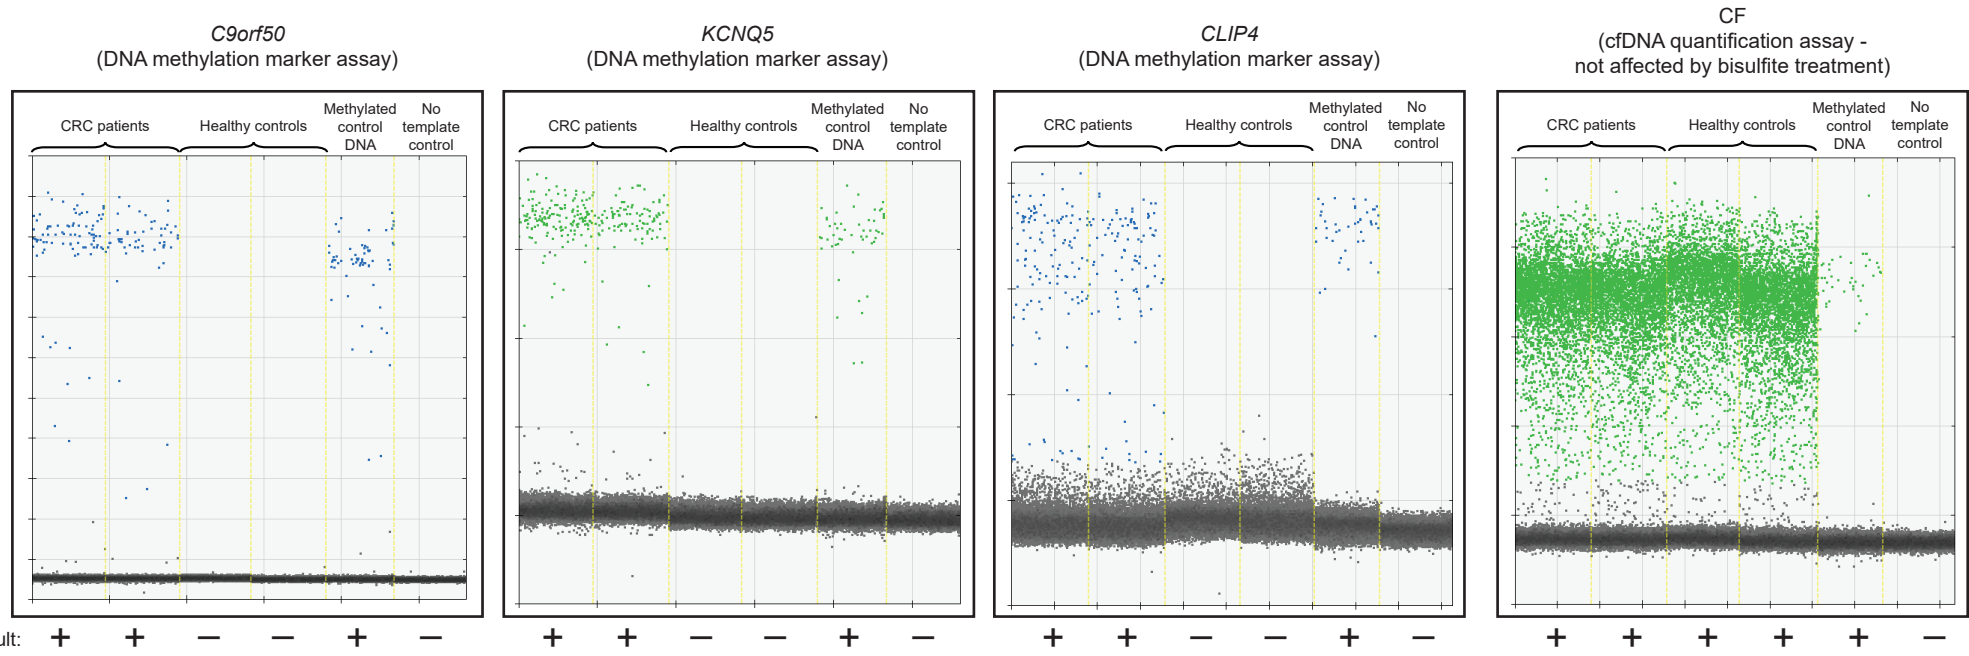 C9orf50
(DNA methylation marker assay)
CRC patients
Healthy controls
Methylated
control
DNA
No
template
control
KCNQ5
(DNA methylation marker assay)
CRC patients
Healthy controls
Methylated
control
DNA
No
template
control
CLIP4
(DNA methylation marker assay)
CRC patients
Healthy controls
Methylated
control
DNA
No
template
control
CF
(cfDNA quantification assay -
not affected by bisulfite treatment)
CRC patients
Healthy controls
Methylated
control
DNA
No
template
control
ult: + + – – + –
+ + – – + –
+ + – – + –
+ + + + + –